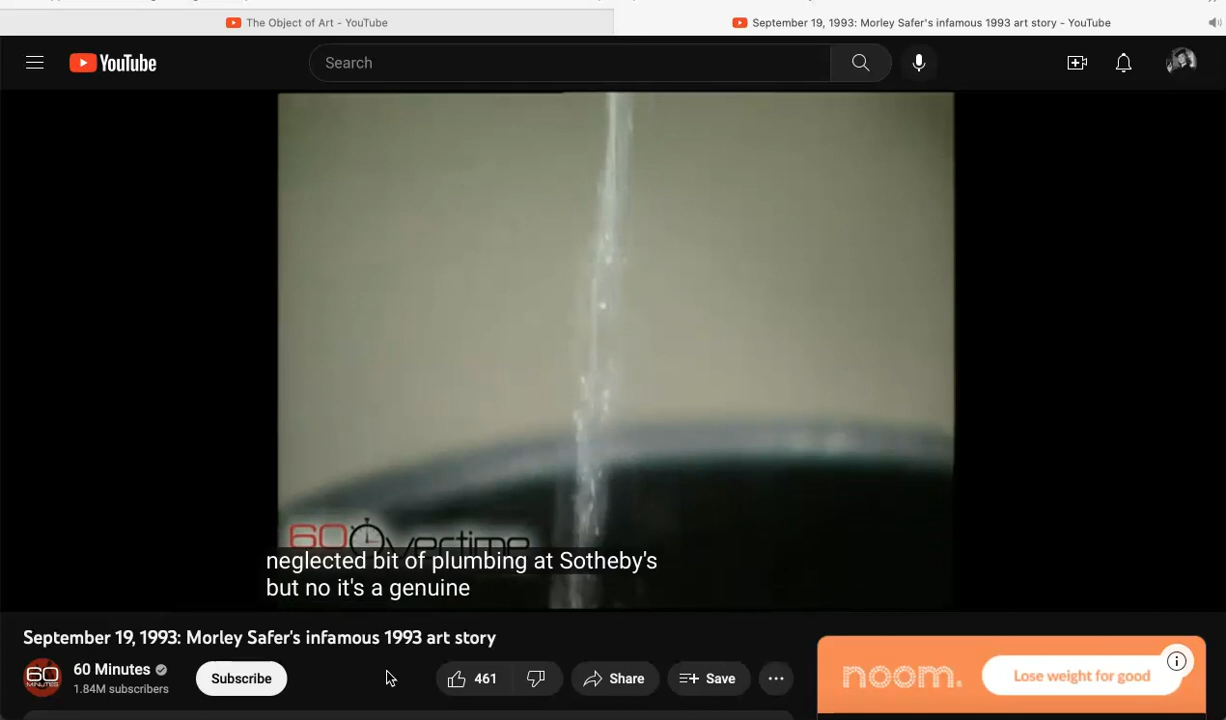 The Object of Art - YouTube
September 19, 1993: Morley Safer's infamous 1993 art story - YouTube
YouTube
Search
60 Overtime
neglected bit of plumbing at Sotheby's
but no it's a genuine
September 19, 1993: Morley Safer's infamous 1993 art story
60 MINUTES
60 Minutes
1.84M subscribers
Subscribe
461
Share
Save
noom.
Lose weight for good